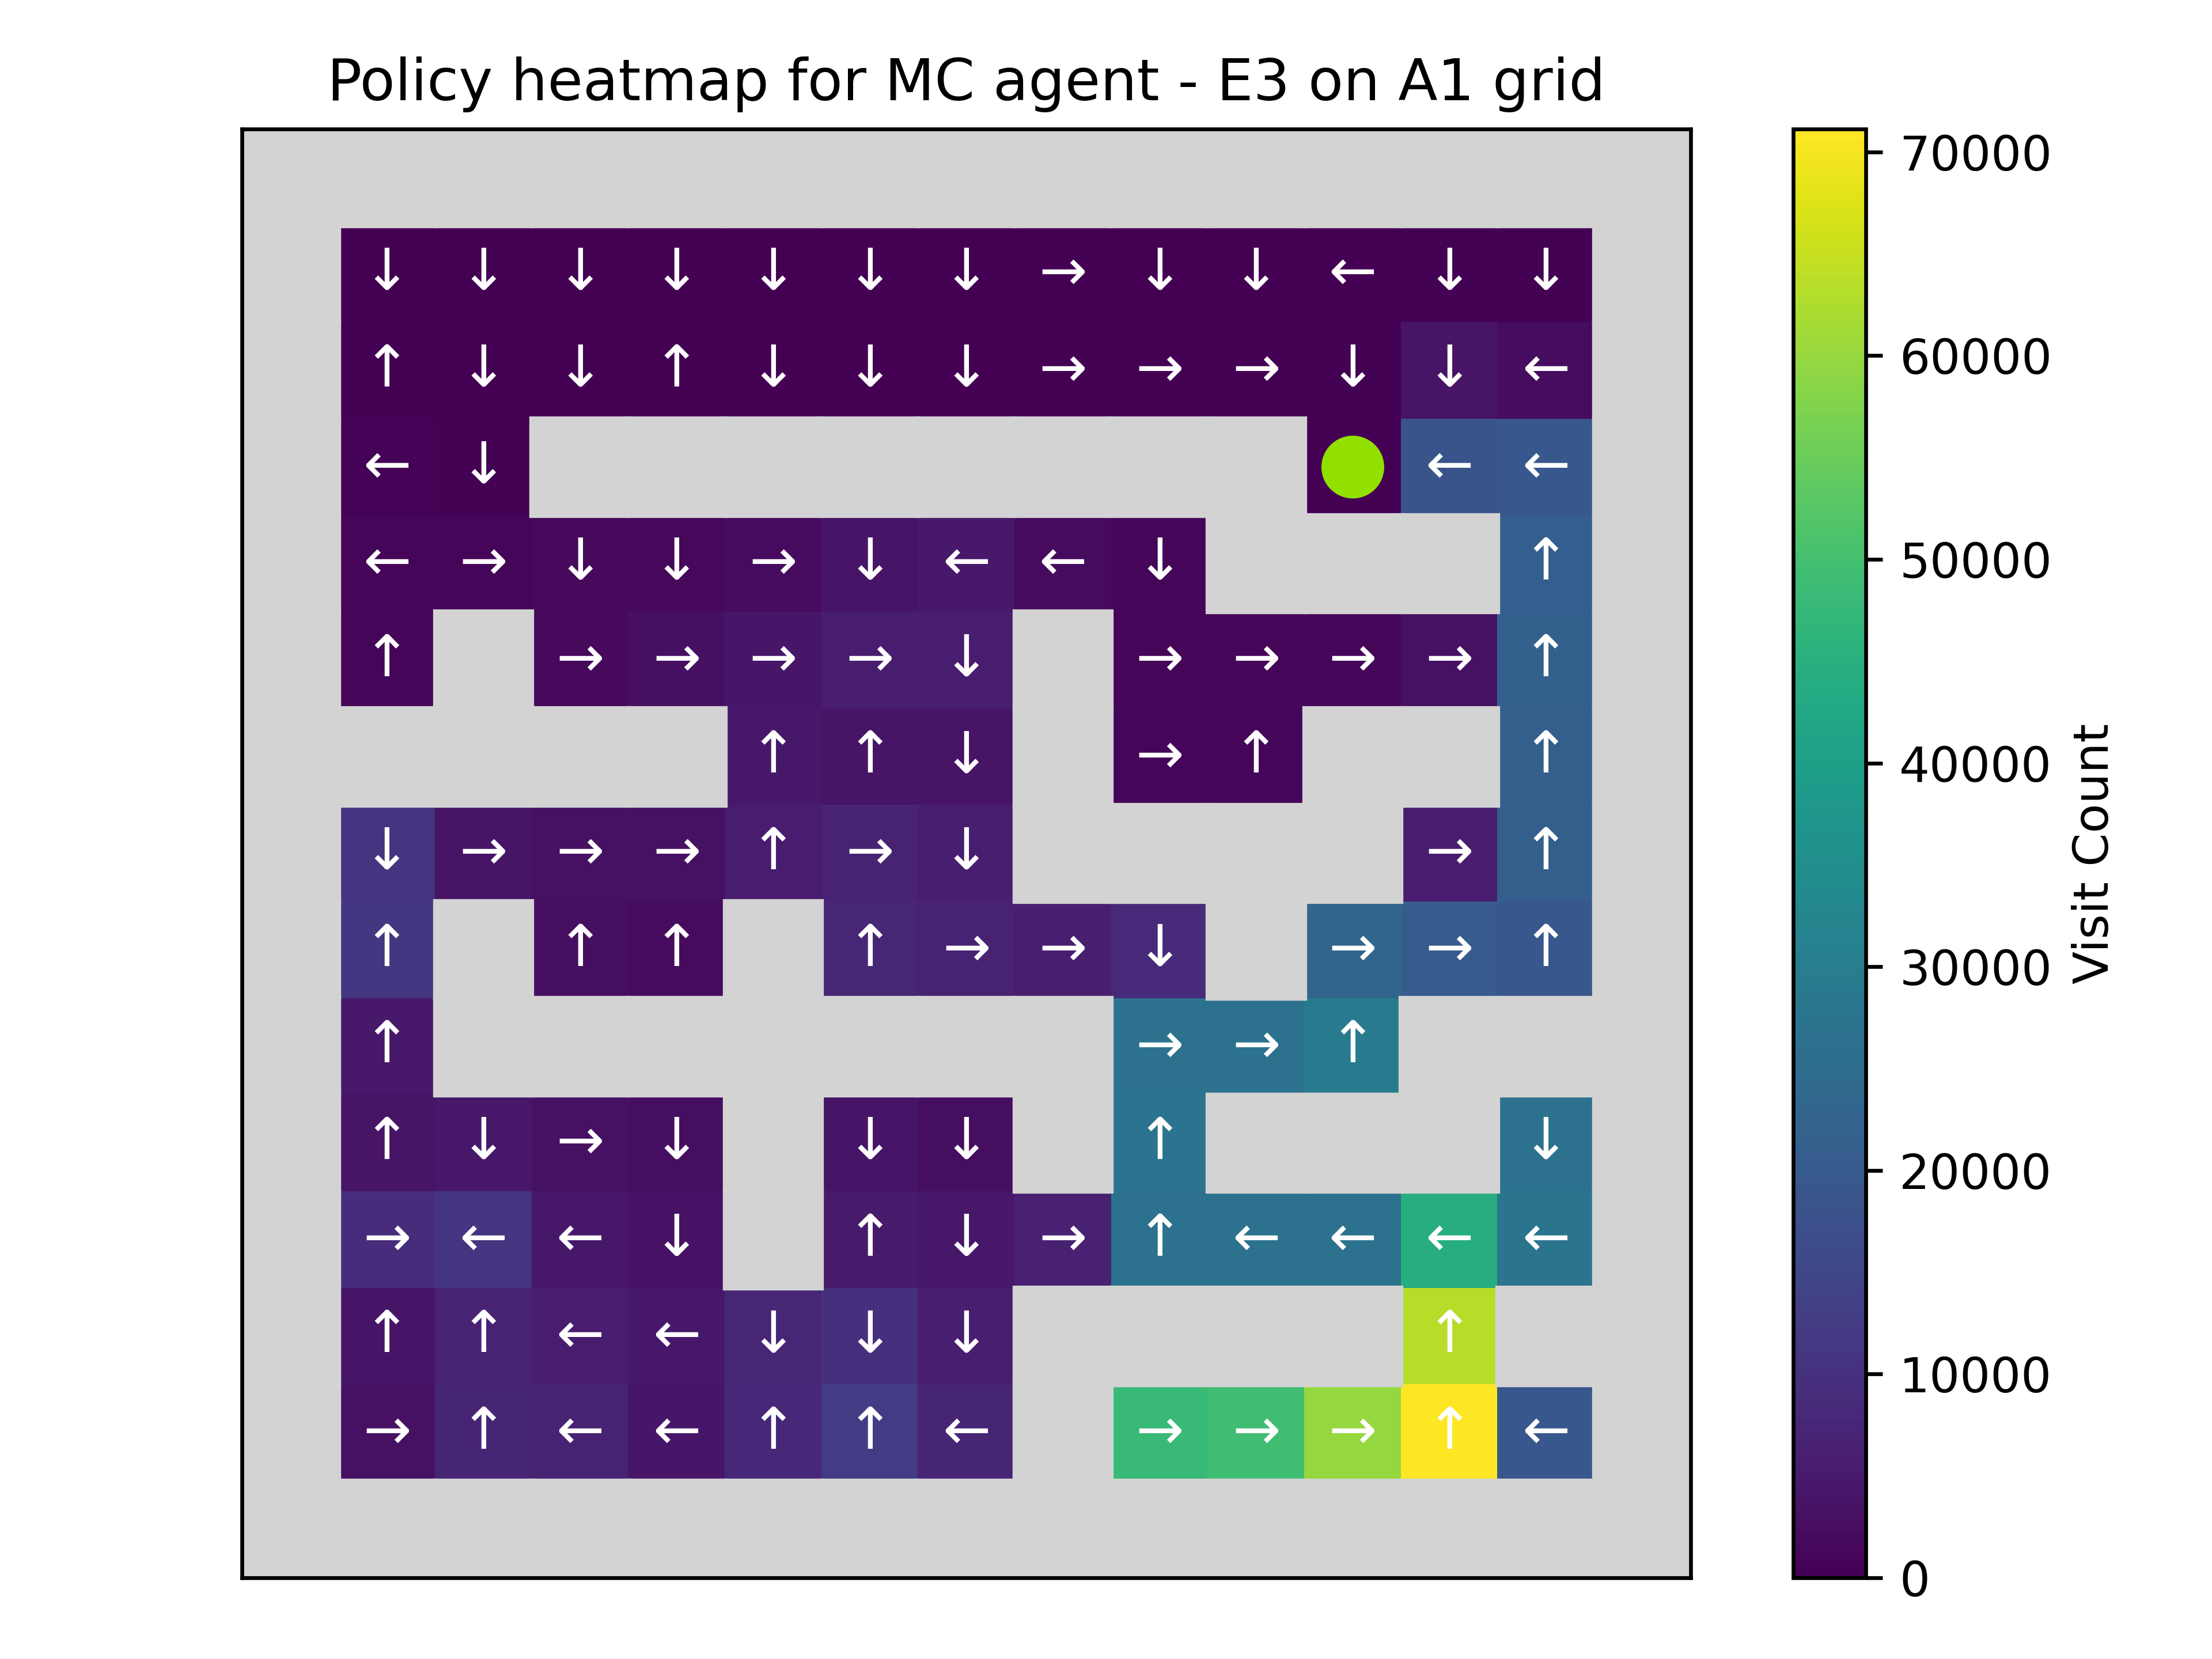 Policy heatmap for MC agent - E3 on A1 grid
↓ ↓ ↓ ↓ ↓ ↓ ↓ → ↓ ↓ ← ↓ ↓
↑ ↓ ↓ ↑ ↓ ↓ ↓ → → → ↓ ↓ ←
← ↓ ← ←
← → ↓ ↓ → ↓ ← ← ↓ ↑
↑ → → → → ↓ → → → → ↑
↑ ↑ ↓ → ↑ ↑
↓ → → → ↑ → ↓ → ↑
↑ ↑ ↑ ↑ → → ↓ → → ↑
↑ → → ↑
↑ ↓ → ↓ ↓ ↓ ↑ ↓
→ ← ← ↓ ↑ ↓ → ↑ ← ← ← ←
↑ ↑ ← ← ↓ ↓ ↓ ↑
→ ↑ ← ← ↑ ↑ ← → → → ↑ ←
70000
60000
50000
40000
30000
20000
10000
0
Visit Count